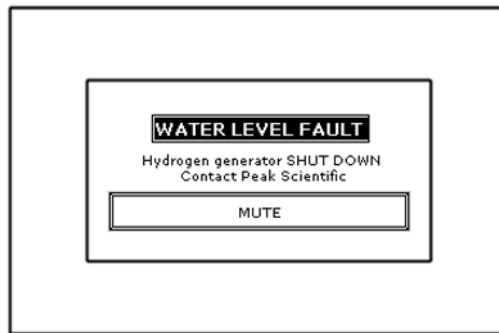 WATER LEVEL FAULT
Hydrogen generator SHUT DOWN
Contact Peak Scientific
MUTE